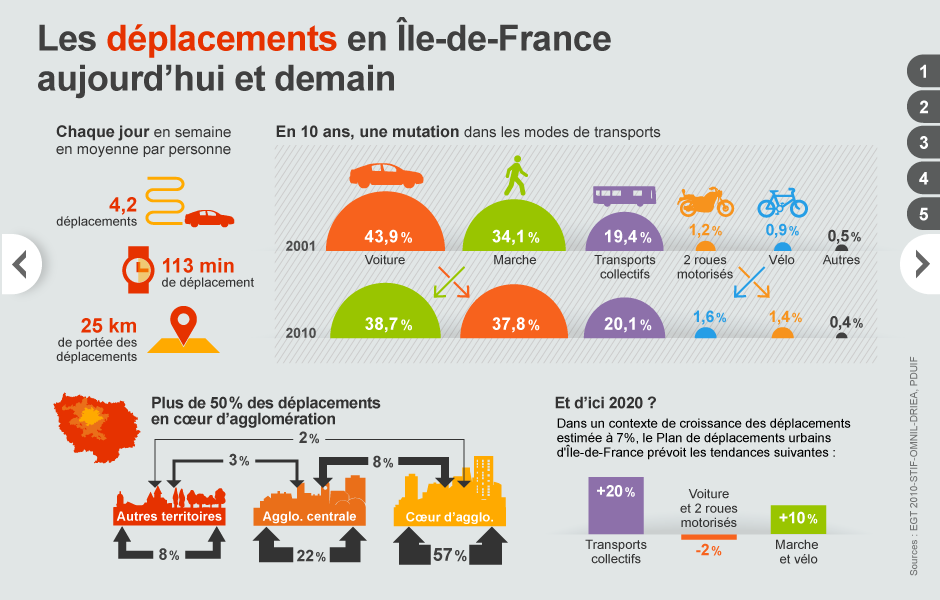 Les déplacements en Île-de-France
aujourd'hui et demain
1
2
3
4
5
Chaque jour en semaine
en moyenne par personne
4,2
déplacements
113 min
de déplacement
25 km
de portée des
déplacements
En 10 ans, une mutation dans les modes de transports
2001
43,9 %
34,1 %
19,4 %
1,2 %
0,9 %
0,5 %
Voiture
Marche
Transports
collectifs
2 roues
motorisés
Vélo
Autres
2010
38,7 %
37,8 %
20,1 %
1,6 %
1,4 %
0,4 %
Plus de 50 % des déplacements
en cœur d'agglomération
2 %
3 %
8 %
Autres territoires
Agglo. centrale
Cœur d'agglo.
8 %
22 %
57 %
Et d'ici 2020 ?
Dans un contexte de croissance des déplacements
estimée à 7%, le Plan de déplacements urbains
d'Île-de-France prévoit les tendances suivantes :
+20 %
Transports
collectifs
Voiture
et 2 roues
motorisés
-2 %
+10 %
Marche
et vélo
Sources : EGT 2010-STIF-OMNIL-DRIEA, PDUIF